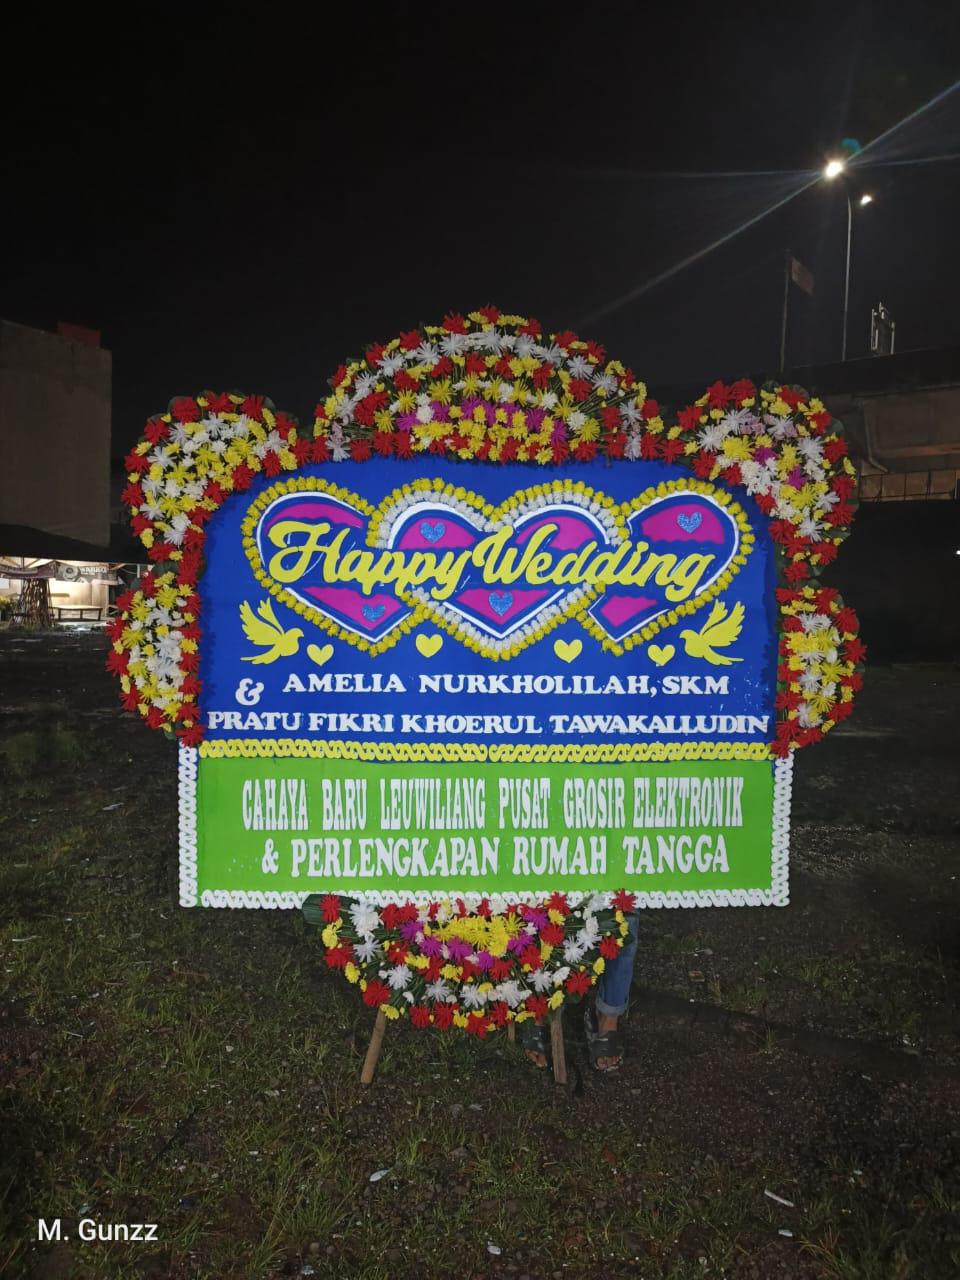 Happy Wedding
AMELIA NURKHOLILAH, SKM
&
PRATU FIKRI KHOERUL TAWAKALLUDIN
CAHAYA BARU LEUWILIANG PUSAT GROSIR ELEKTRONIK
& PERLENGKAPAN RUMAH TANGGA
M. Gunzz